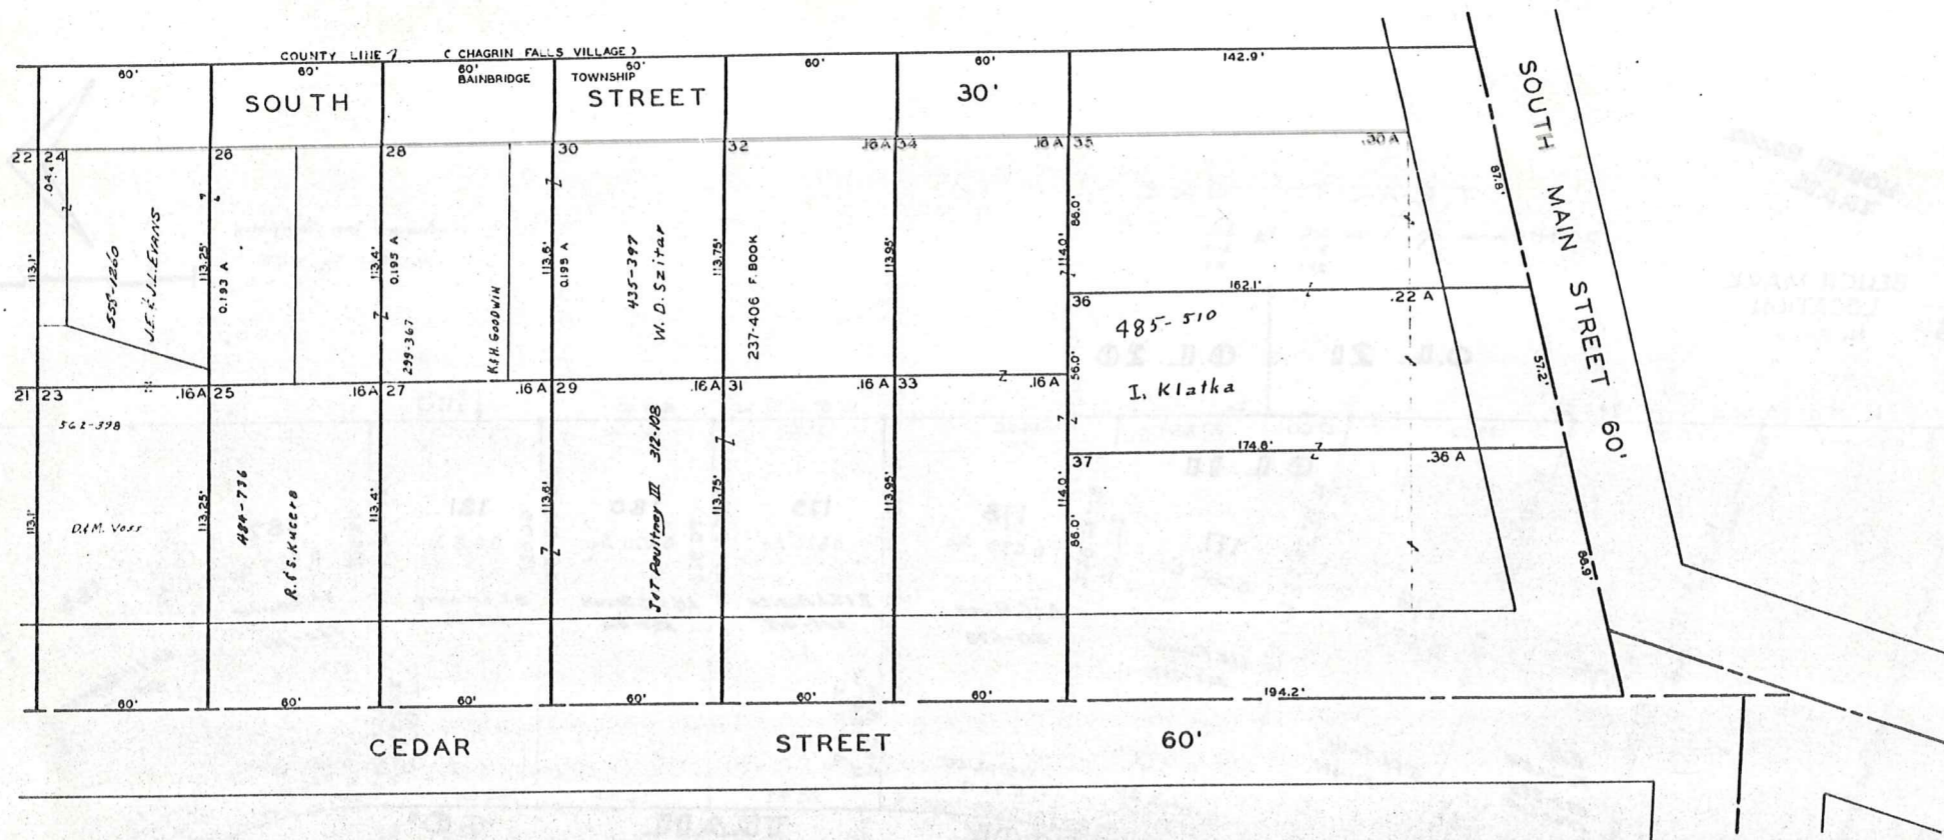 COUNTY LINE (CHAGRIN FALLS VILLAGE)
60' 60' 60' 60' 60' 60' 142.9'
BAINBRIDGE TOWNSHIP
SOUTH STREET 30'
22 24 26 28 30 32 .16 A 34 .16 A 35 .30 A
.04 A
113.1'
555-1260
J.E. & J.L. EVANS
113.25'
0.193 A
113.4'
0.195 A
299-367
K&H. GOODWIN
113.6'
0.195 A
435-397
W. D. Szitar
113.75'
237-406 F. BOOK
113.95'
86.0'
114.0'
87.8'
SOUTH MAIN STREET 60'
36 162.1' .22 A
485-510
I. Klatka
56.0'
57.2'
21 23 .16 A 25 .16 A 27 .16 A 29 .16 A 31 .16 A 33 .16 A
562-398
D&M. Voss
113.1'
113.25'
484-736
R. & S. KUCERA
113.4'
113.6'
J&T Poultney III 312-108
113.75'
113.95'
114.0'
86.0'
37 174.6' .36 A
88.9'
60' 60' 60' 60' 60' 60' 194.2'
CEDAR STREET 60'